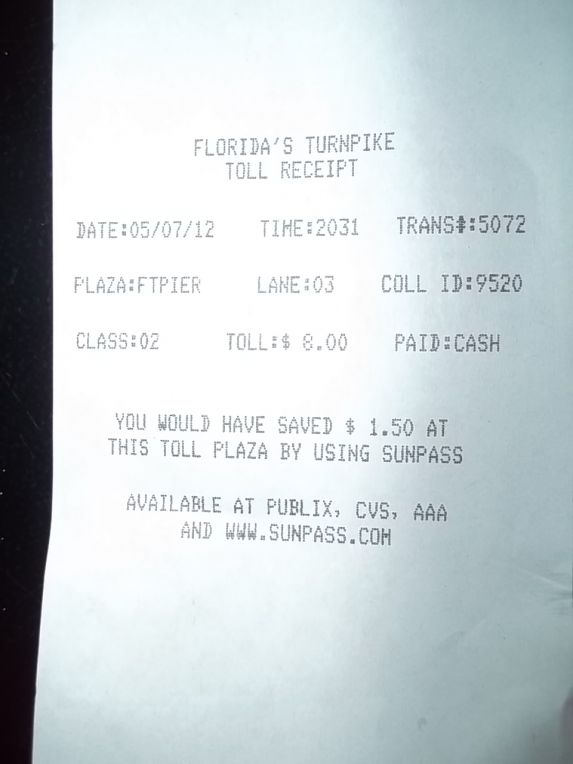 FLORIDA'S TURNPIKE
TOLL RECEIPT
DATE:05/07/12 TIME:2031 TRANS#:5072
PLAZA:FTPIER LANE:03 COLL ID:9520
CLASS:02 TOLL:$ 8.00 PAID:CASH
YOU WOULD HAVE SAVED $ 1.50 AT
THIS TOLL PLAZA BY USING SUNPASS
AVAILABLE AT PUBLIX, CVS, AAA
AND WWW.SUNPASS.COM